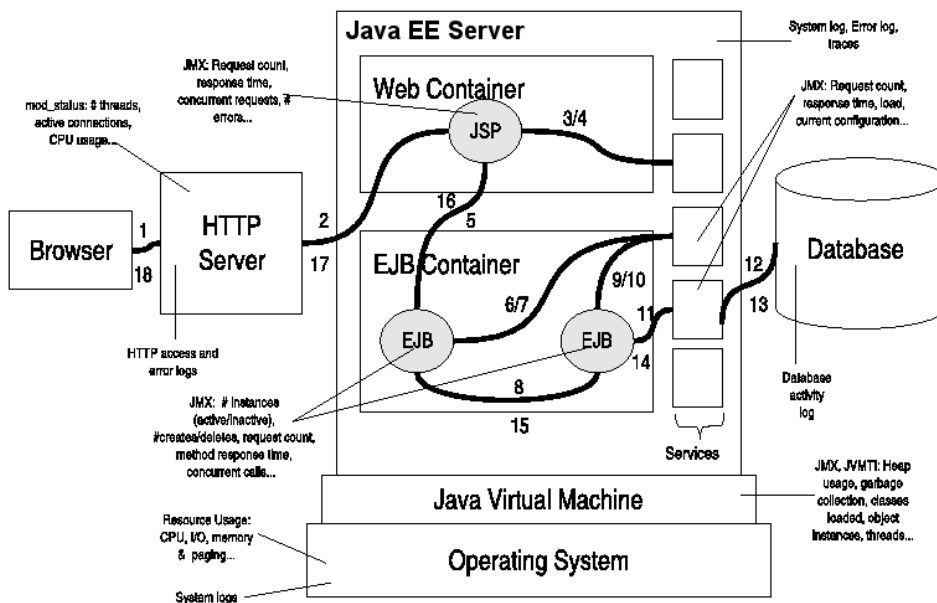 Java EE Server
System log, Error log,
traces
JMX: Request count,
response time,
concurrent requests, #
errors...
Web Container
JMX: Request count,
response time, load,
current configuration...
mod_status: # threads,
active connections,
CPU usage...
JSP
3/4
16
5
2
17
HTTP
Server
1
18
Browser
EJB Container
6/7
9/10
11
14
EJB
EJB
8
15
12
13
Database
HTTP access and
error logs
JMX: # Instances
(active/inactive),
#creates/deletes, request count,
method response time,
concurrent calls...
Database
activity
log
Services
JMX, JVMTI: Heap
usage, garbage
collection, classes
loaded, object
instances, threads...
Java Virtual Machine
Resource Usage:
CPU, I/O, memory
& paging...
Operating System
System logs